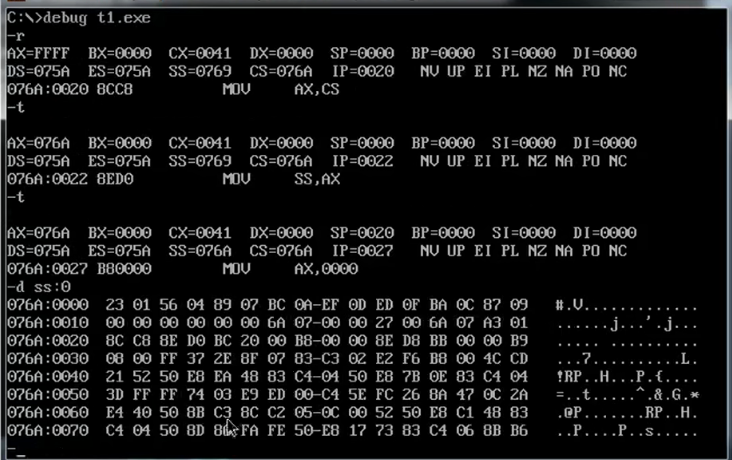 C:\>debug t1.exe
-r
AX=FFFF BX=0000 CX=0041 DX=0000 SP=0000 BP=0000 SI=0000 DI=0000
DS=075A ES=075A SS=0769 CS=076A IP=0020 NV UP EI PL NZ NA PO NC
076A:0020 8CC8 MOV AX,CS
-t
AX=076A BX=0000 CX=0041 DX=0000 SP=0000 BP=0000 SI=0000 DI=0000
DS=075A ES=075A SS=0769 CS=076A IP=0022 NV UP EI PL NZ NA PO NC
076A:0022 8ED0 MOV SS,AX
-t
AX=076A BX=0000 CX=0041 DX=0000 SP=0020 BP=0000 SI=0000 DI=0000
DS=075A ES=075A SS=076A CS=076A IP=0027 NV UP EI PL NZ NA PO NC
076A:0027 B80000 MOV AX,0000
-d ss:0
076A:0000 23 01 56 04 89 07 BC 0A-EF 0D ED 0F BA 0C 87 09 #.V.............
076A:0010 00 00 00 00 00 00 6A 07-00 00 27 00 6A 07 A3 01 ......j...'.j...
076A:0020 8C C8 8E D0 BC 20 00 B8-00 00 8E D8 BB 00 00 B9 ..... ..........
076A:0030 08 00 FF 37 2E 8F 07 83-C3 02 E2 F6 B8 00 4C CD ...7..........L.
076A:0040 21 52 50 E8 EA 48 83 C4-04 50 E8 7B 0E 83 C4 04 !RP..H...P.{....
076A:0050 3D FF FF 74 03 E9 ED 00-C4 5E FC 26 8A 47 0C 2A =..t.....^.&.G.*
076A:0060 E4 40 50 8B C3 8C C2 05-0C 00 52 50 E8 C1 48 83 .@P.......RP..H.
076A:0070 C4 04 50 8D 86 FA FE 50-E8 17 73 83 C4 06 8B B6 ..P....P..s.....
-